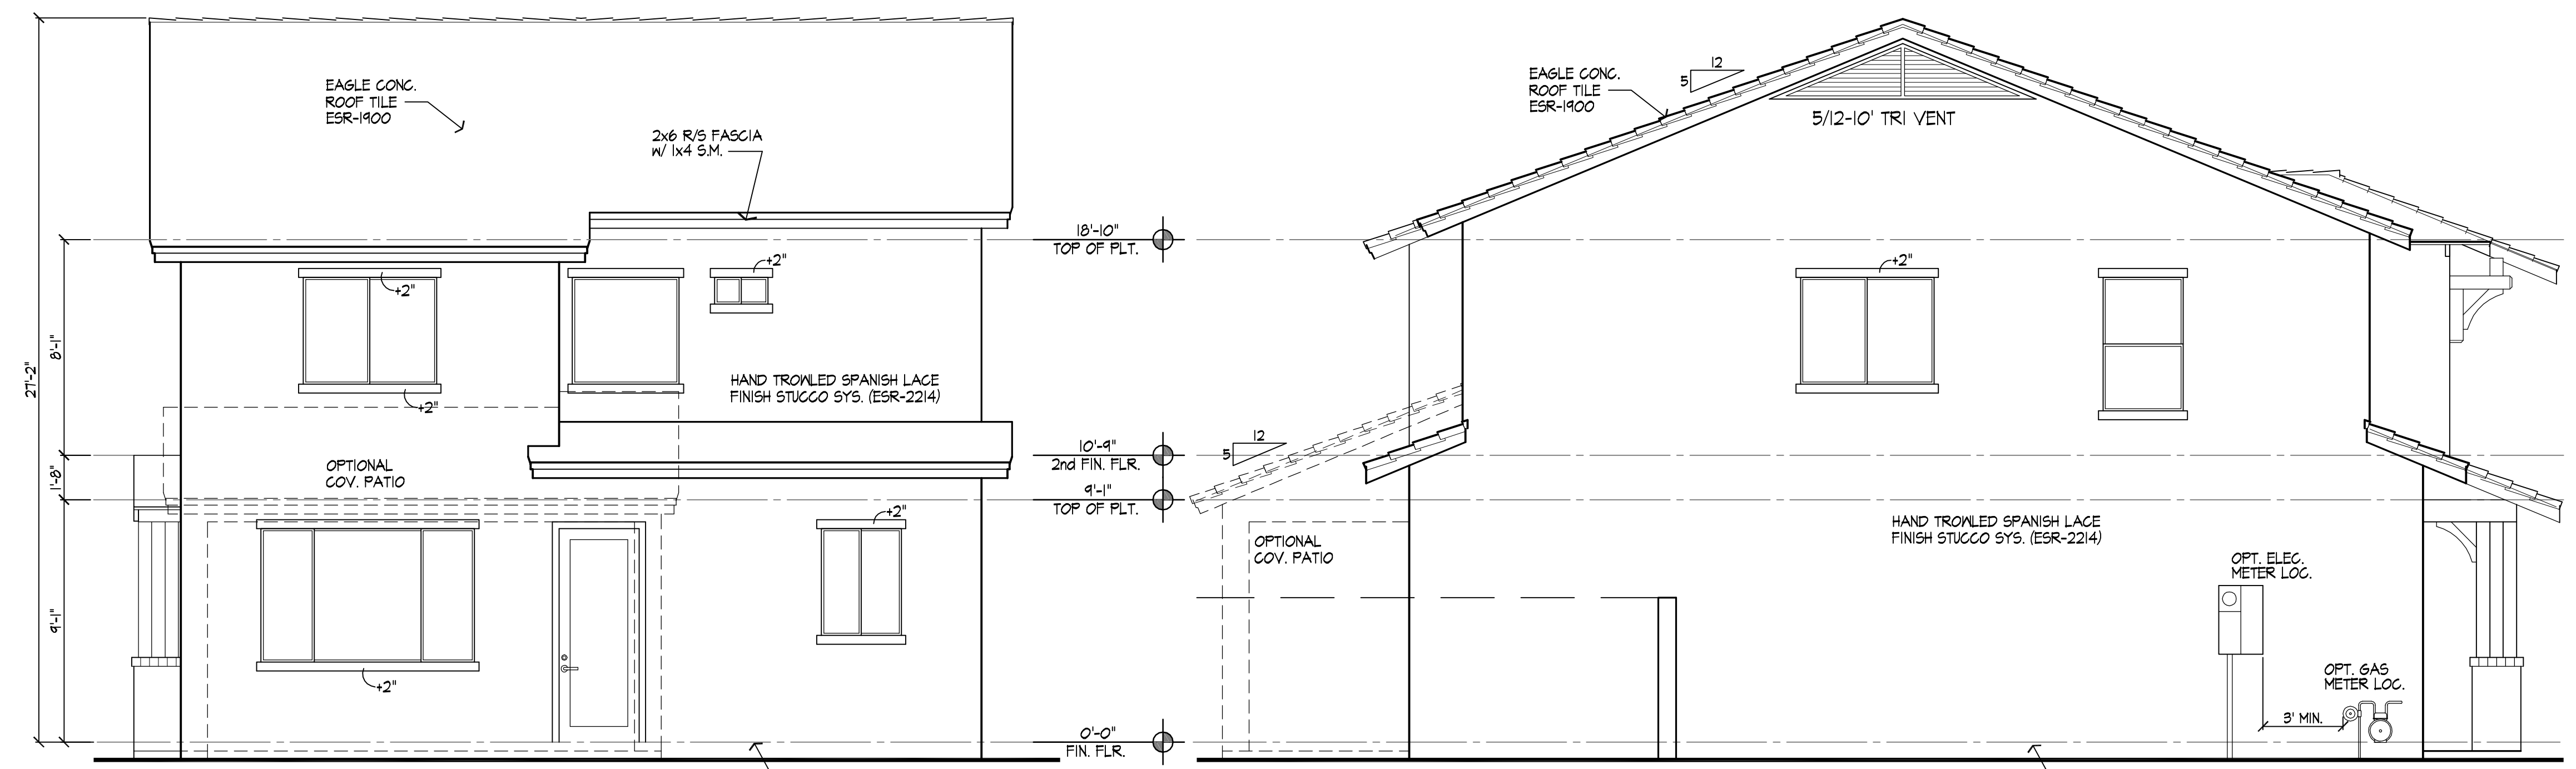 EAGLE CONC.
ROOF TILE
ESR-1900
2x6 R/S FASCIA
W/ 1x4 S.M.
27'-2"
8'-1"
1'-8"
9'-1"
+2"
+2"
+2"
HAND TROWLED SPANISH LACE
FINISH STUCCO SYS. (ESR-2214)
OPTIONAL
COV. PATIO
+2"
+2"
18'-10"
TOP OF PLT.
10'-9"
2nd FIN. FLR.
9'-1"
TOP OF PLT.
0'-0"
FIN. FLR.
EAGLE CONC.
ROOF TILE
ESR-1900
12
5
5/12-10' TRI VENT
+2"
12
5
OPTIONAL
COV. PATIO
HAND TROWLED SPANISH LACE
FINISH STUCCO SYS. (ESR-2214)
OPT. ELEC.
METER LOC.
OPT. GAS
METER LOC.
3' MIN.